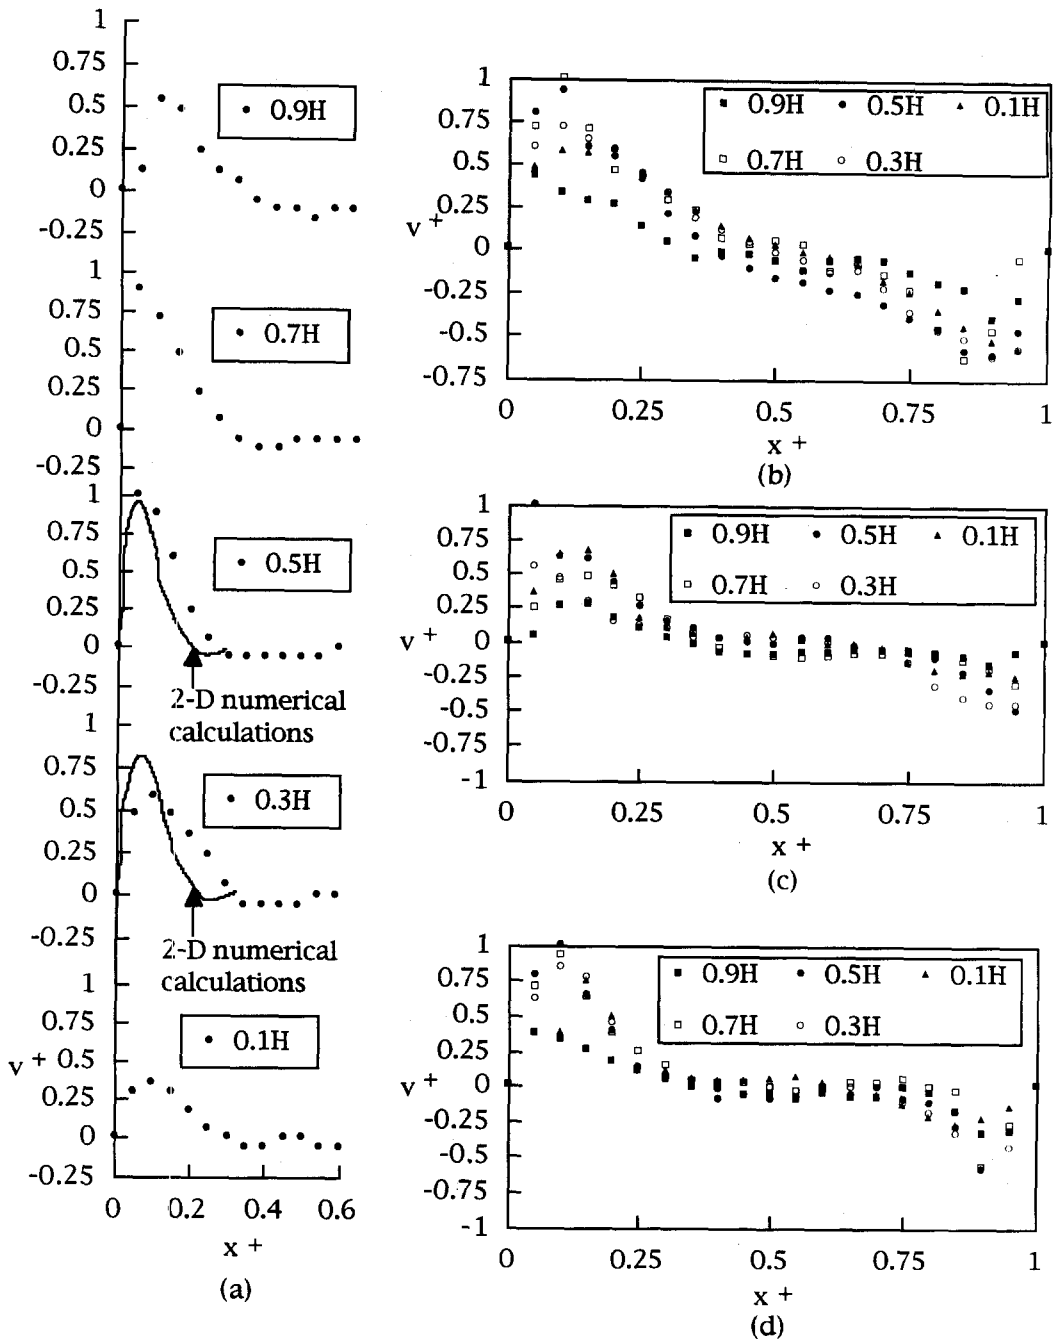 1
0.75
0.5
0.25
0
-0.25
0.9H
1
0.75
0.5
0.25
0
-0.25
0.7H
1
0.75
0.5
0.25
0
-0.25
0.5H
2-D numerical
calculations
1
0.75
0.5
0.25
0
-0.25
0.3H
2-D numerical
calculations
1
0.75
v + 0.5
0.25
0
-0.25
0.1H
0 0.2 0.4 0.6
x +
(a)
1
0.75
0.5
0.25
v +
0
-0.25
-0.5
-0.75
0.9H 0.5H 0.1H
0.7H 0.3H
0 0.25 0.5 0.75 1
x +
(b)
1
0.75
0.5
0.25
v + 0
-0.25
-0.5
-0.75
-1
0.9H 0.5H 0.1H
0.7H 0.3H
0 0.25 0.5 0.75 1
x +
(c)
1
0.75
0.5
0.25
v + 0
-0.25
-0.5
-0.75
-1
0.9H 0.5H 0.1H
0.7H 0.3H
0 0.25 0.5 0.75 1
x +
(d)